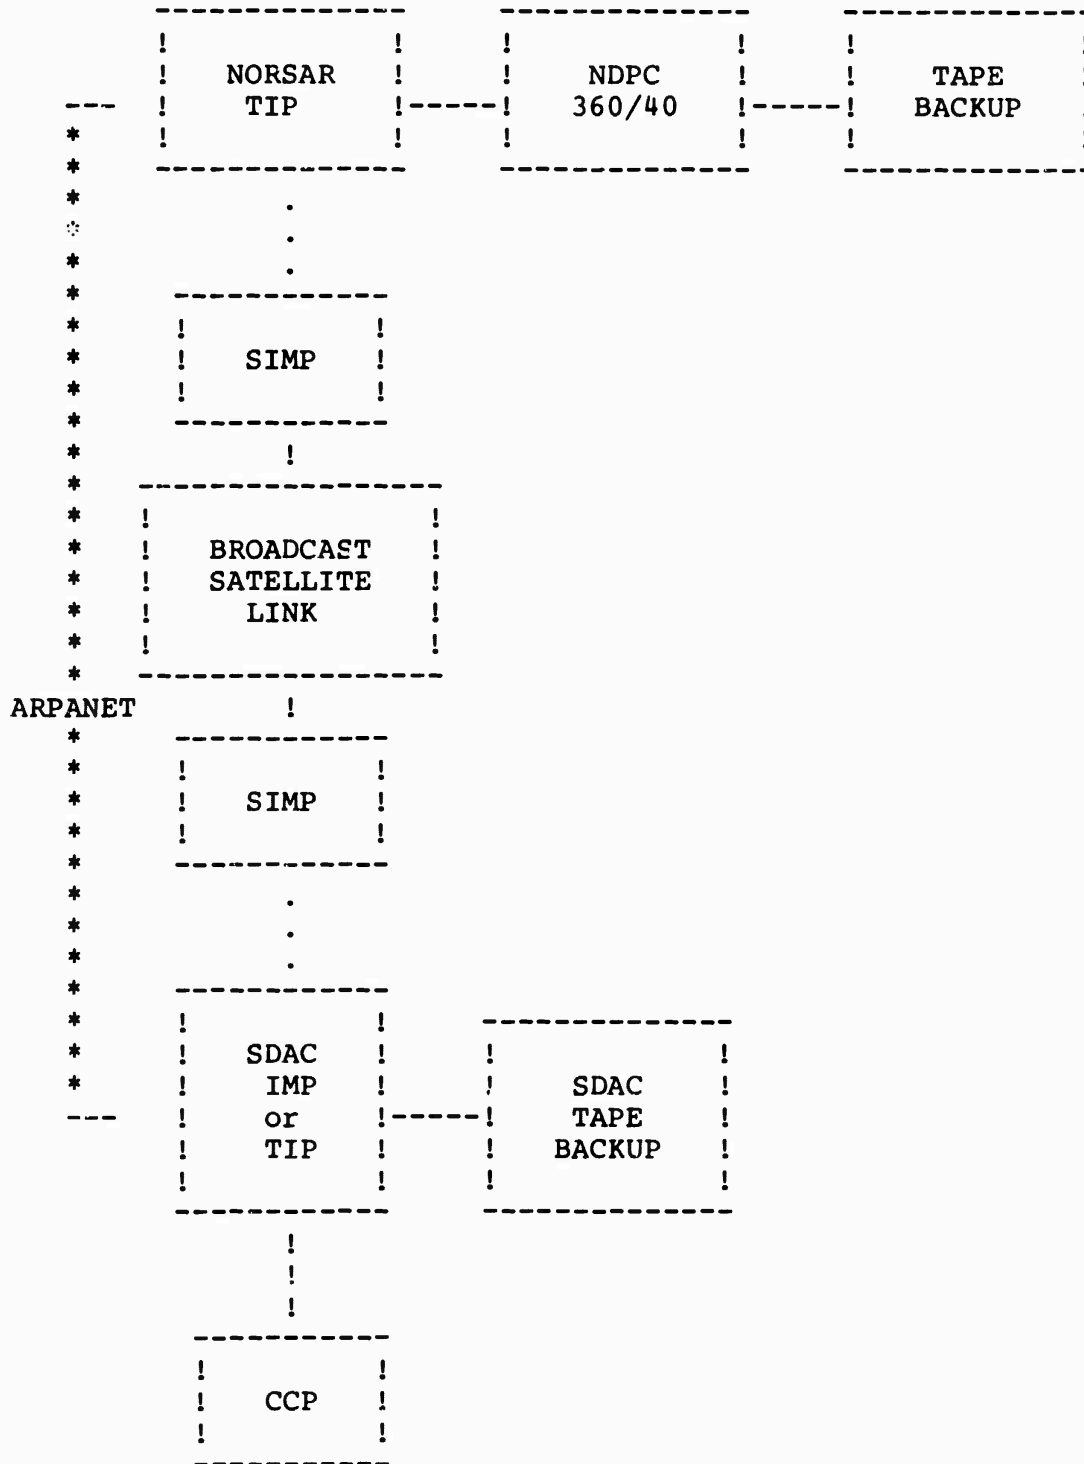 NORSAR NDPC TAPE
TIP 360/40 BACKUP
SIMP
BROADCAST
SATELLITE
LINK
ARPANET
SIMP
SDAC
IMP SDAC
or TAPE
TIP BACKUP
CCP